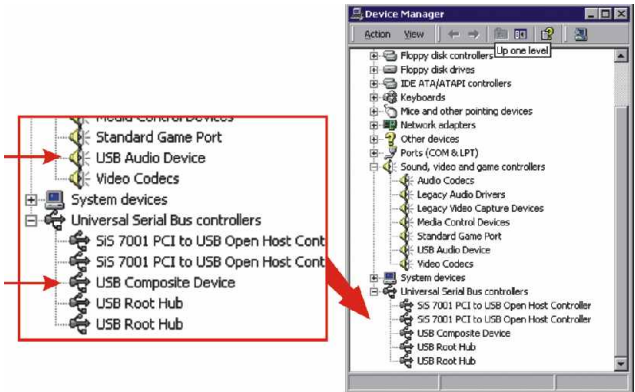 Media Control Devices
Standard Game Port
USB Audio Device
Video Codecs
System devices
Universal Serial Bus controllers
SiS 7001 PCI to USB Open Host Cont
SiS 7001 PCI to USB Open Host Cont
USB Composite Device
USB Root Hub
USB Root Hub
Device Manager
Action View
Up one level
Floppy disk controllers
Floppy disk drives
IDE ATA/ATAPI controllers
Keyboards
Mice and other pointing devices
Network adapters
Other devices
Ports (COM & LPT)
Sound, video and game controllers
Audio Codecs
Legacy Audio Drivers
Legacy Video Capture Devices
Media Control Devices
Standard Game Port
USB Audio Device
Video Codecs
System devices
Universal Serial Bus controllers
SiS 7001 PCI to USB Open Host Controller
SiS 7001 PCI to USB Open Host Controller
USB Composite Device
USB Root Hub
USB Root Hub